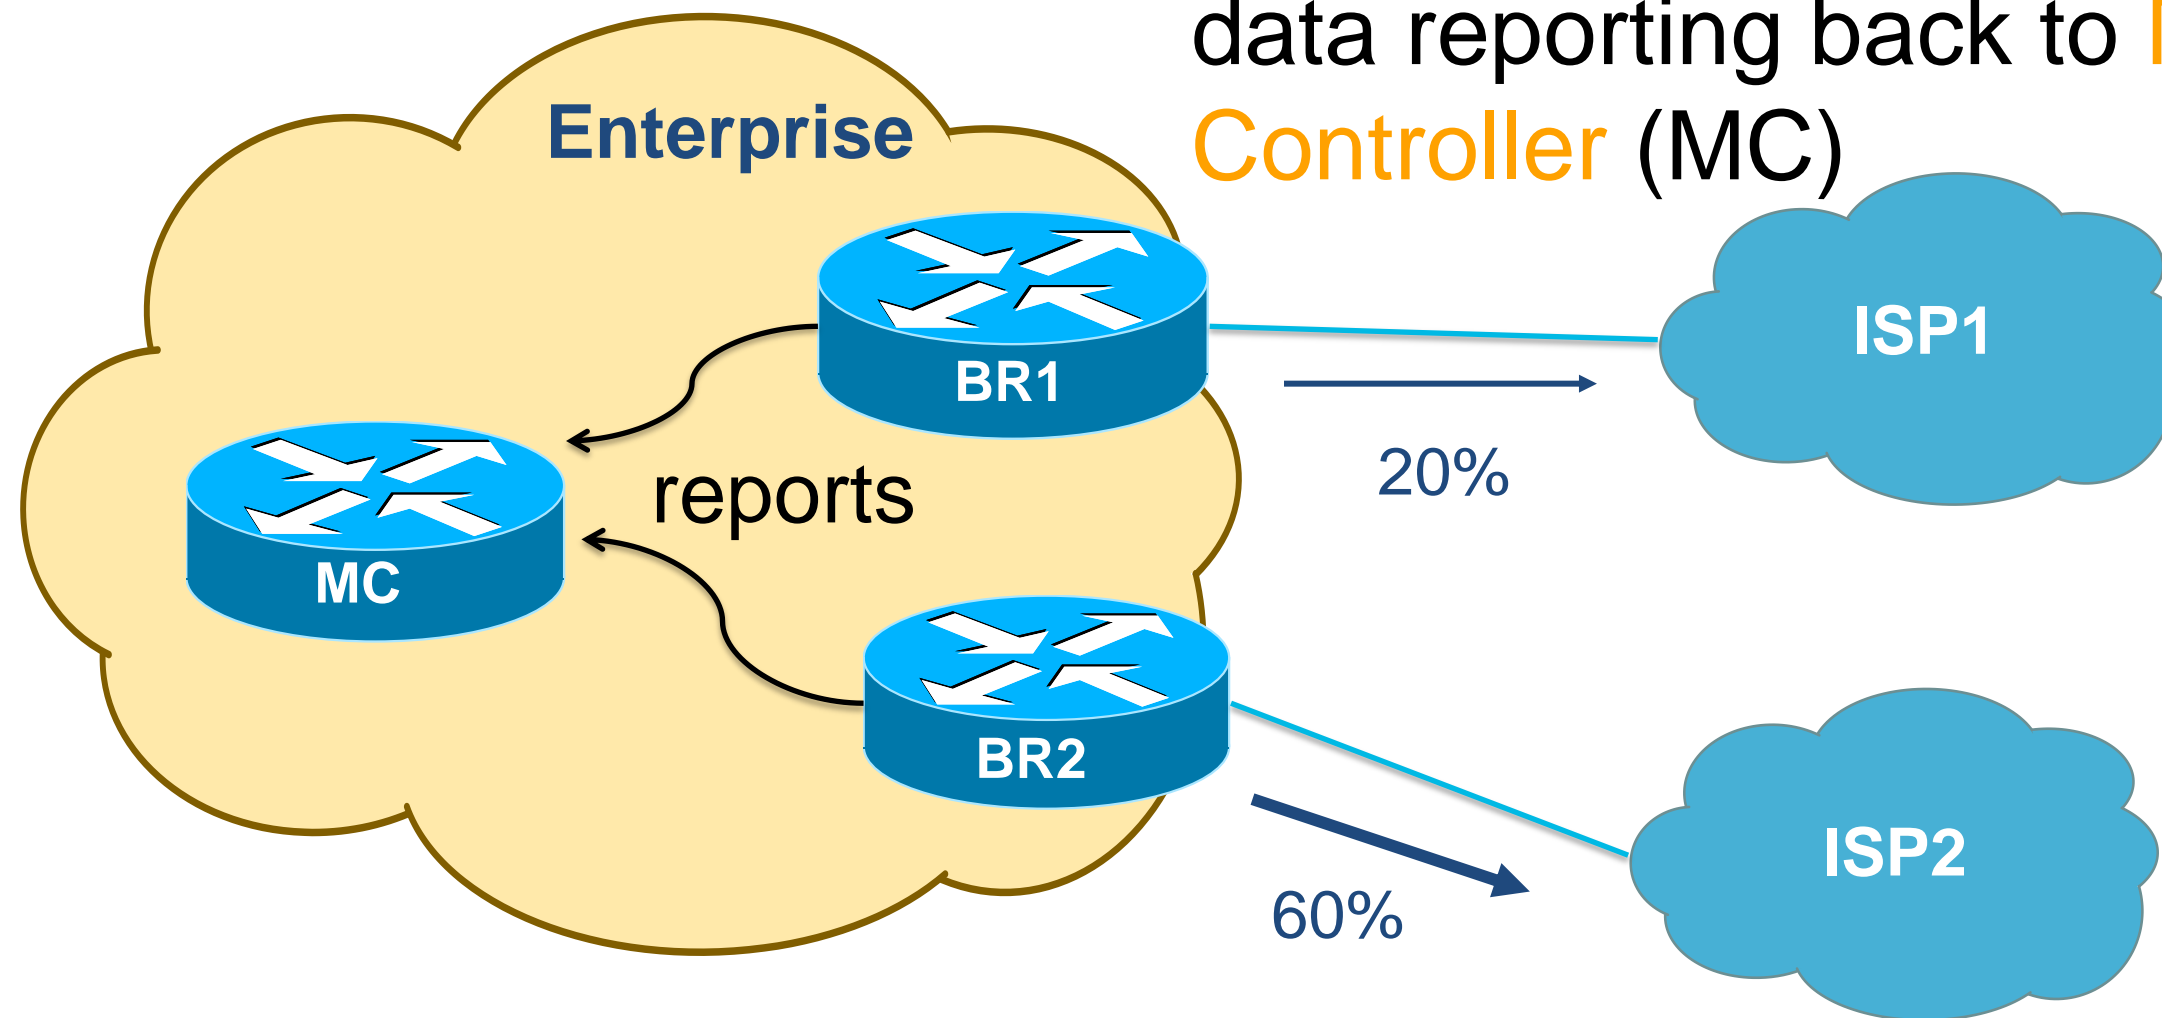 data reporting back to
Controller (MC)
Enterprise
ISP1
BR1
20%
reports
MC
BR2
ISP2
60%